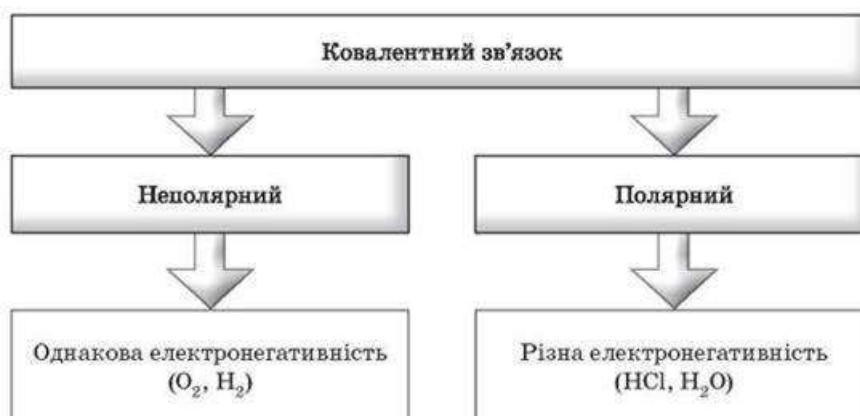 Ковалентний зв'язок
Неполярний
Полярний
Однакова електронегативність
(O₂, H₂)
Різна електронегативність
(HCl, H₂O)